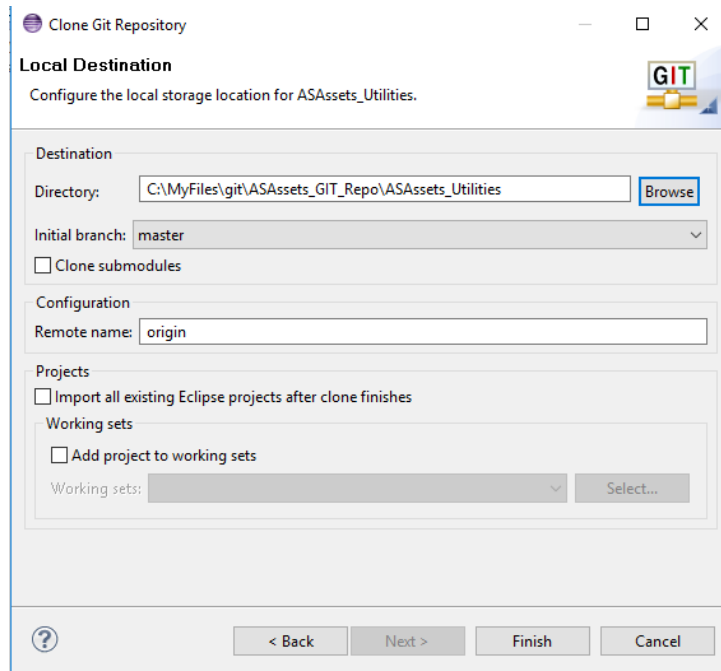 Clone Git Repository
Local Destination
GIT
Configure the local storage location for ASAssets_Utilities.
Destination
Directory: C:\MyFiles\git\ASAssets_GIT_Repo\ASAssets_Utilities Browse
Initial branch: master
Clone submodules
Configuration
Remote name: origin
Projects
Import all existing Eclipse projects after clone finishes
Working sets
Add project to working sets
Working sets: Select...
? < Back Next > Finish Cancel